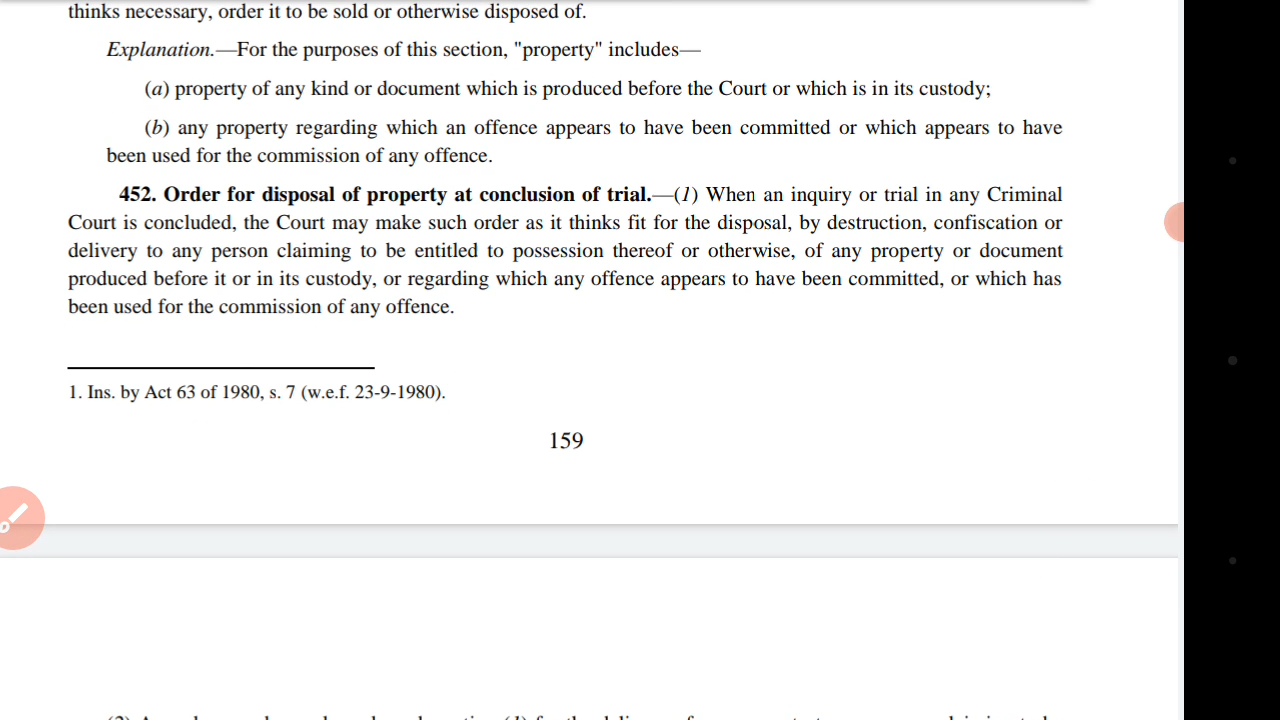 thinks necessary, order it to be sold or otherwise disposed of.
Explanation.—For the purposes of this section, "property" includes—
(a) property of any kind or document which is produced before the Court or which is in its custody;
(b) any property regarding which an offence appears to have been committed or which appears to have
been used for the commission of any offence.
452. Order for disposal of property at conclusion of trial.—(1) When an inquiry or trial in any Criminal
Court is concluded, the Court may make such order as it thinks fit for the disposal, by destruction, confiscation or
delivery to any person claiming to be entitled to possession thereof or otherwise, of any property or document
produced before it or in its custody, or regarding which any offence appears to have been committed, or which has
been used for the commission of any offence.
1. Ins. by Act 63 of 1980, s. 7 (w.e.f. 23-9-1980).
159